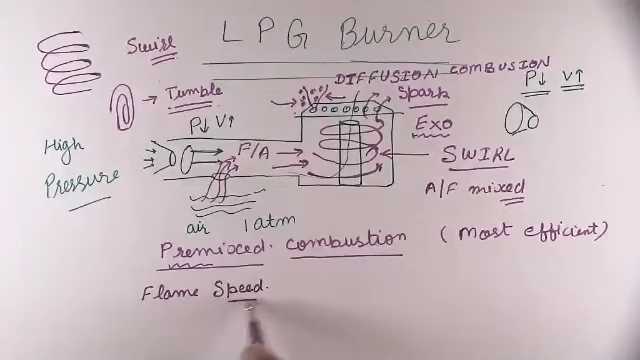 LPG Burner
Swirl
DIFFUSION COMBUSTION
Tumble
Spark
P↓ V↑
P↓ V↑
EXO
High
Pressure
F/A
SWIRL
A/F mixed
air 1 atm
Premixed combustion (most efficient)
Flame Speed.